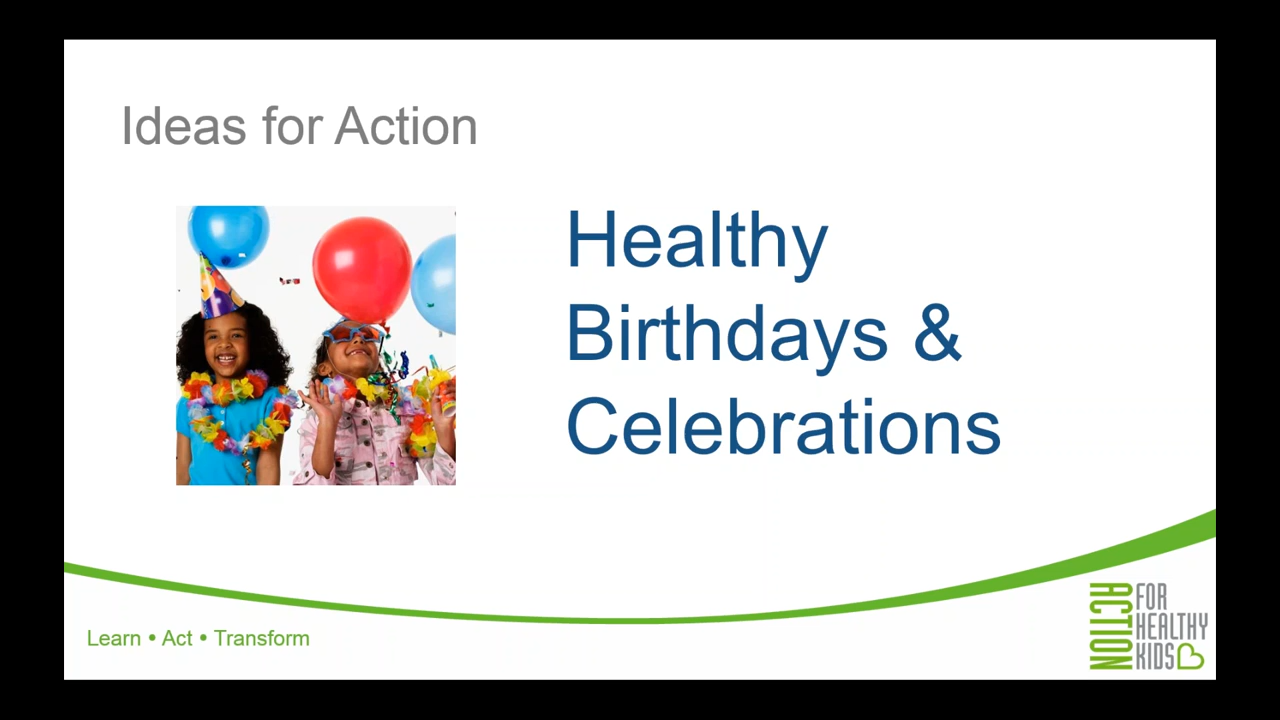 Ideas for Action
Healthy
Birthdays &
Celebrations
Learn • Act • Transform
ACTION
FOR
HEALTHY
KIDS